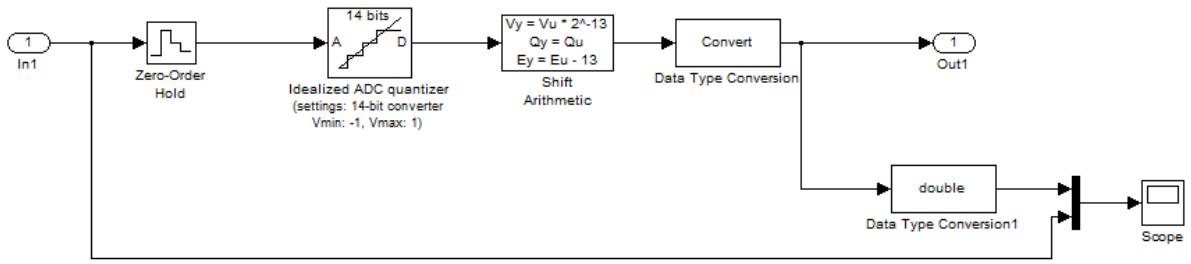 1
In1
Zero-Order
Hold
14 bits
A
D
Idealized ADC quantizer
(settings: 14-bit converter
Vmin: -1, Vmax: 1)
Vy = Vu * 2^-13
Qy = Qu
Ey = Eu - 13
Shift
Arithmetic
Convert
Data Type Conversion
1
Out1
double
Data Type Conversion1
Scope